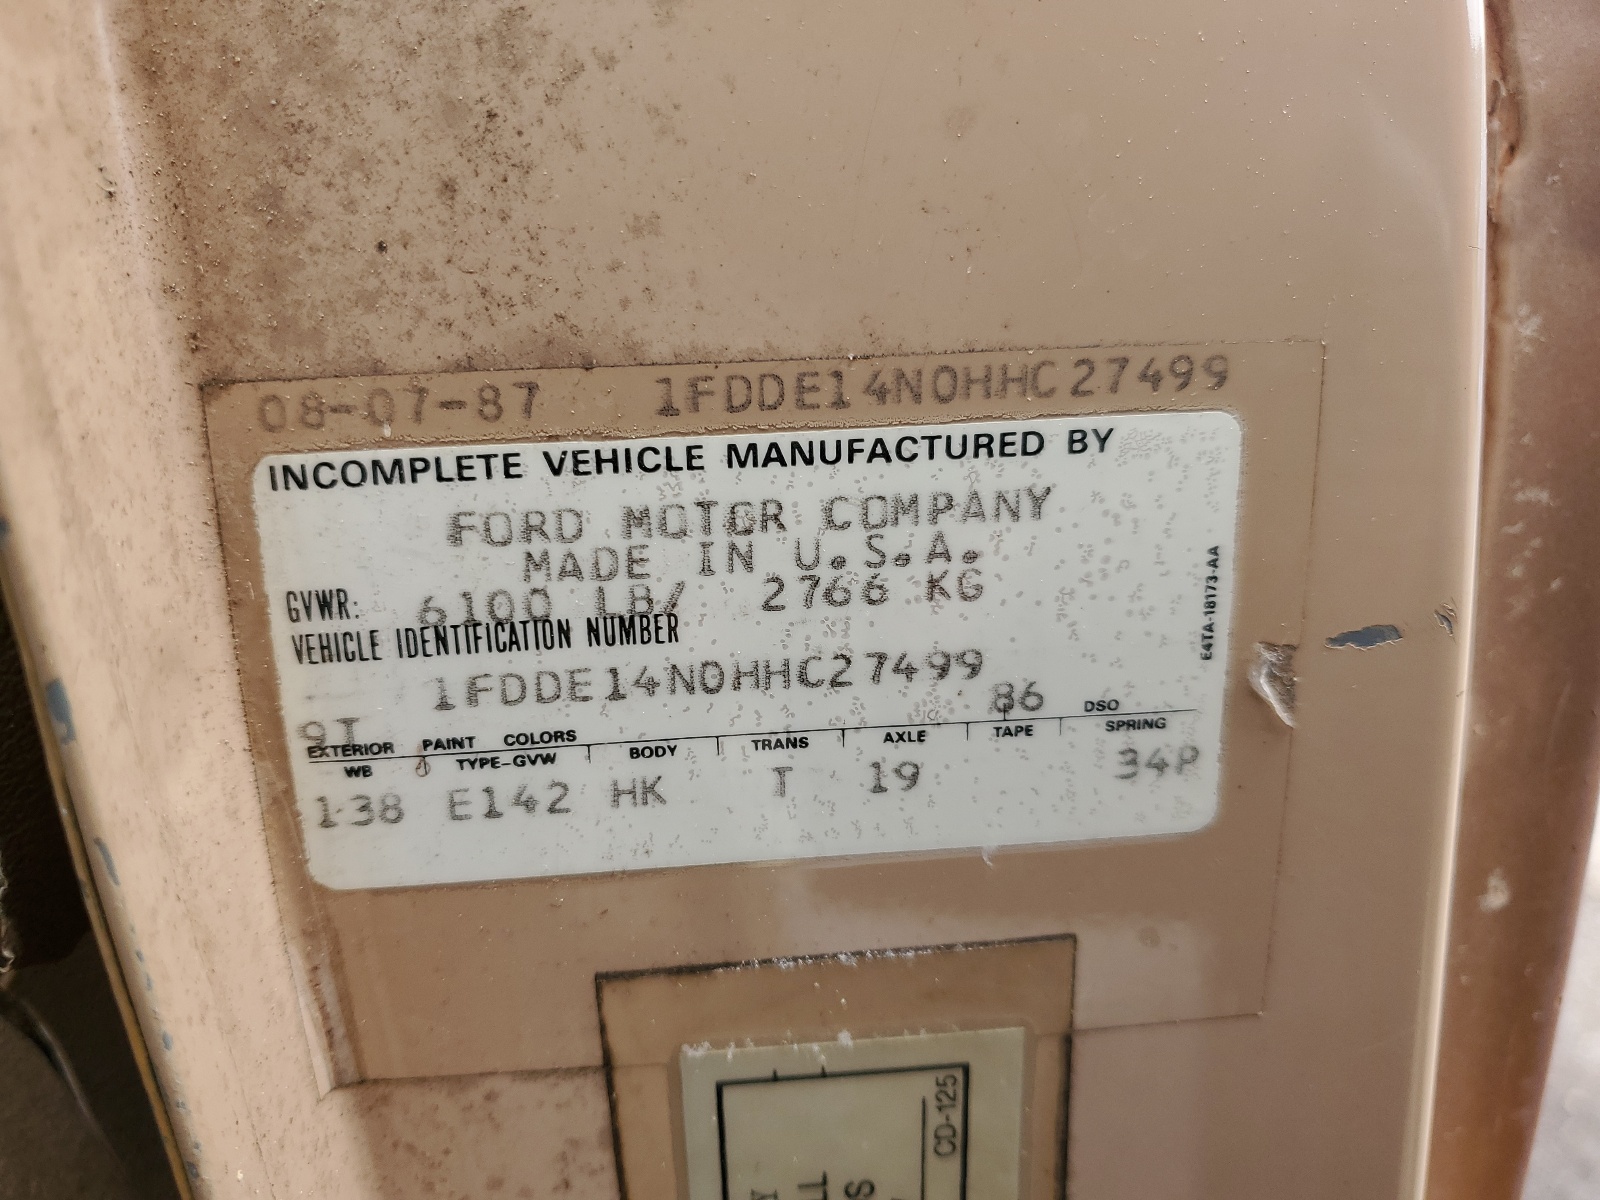 08-07-87 1FDDE14N0HHC27499
INCOMPLETE VEHICLE MANUFACTURED BY
FORD MOTOR COMPANY
MADE IN U.S.A.
GVWR: 6100 LB/ 2766 KG
VEHICLE IDENTIFICATION NUMBER
1FDDE14N0HHC27499
E4TA-18173-AA
9T 86
EXTERIOR PAINT COLORS DSO
WB TYPE-GVW BODY TRANS AXLE TAPE SPRING
138 E142 HK T 19 34P
CD-125